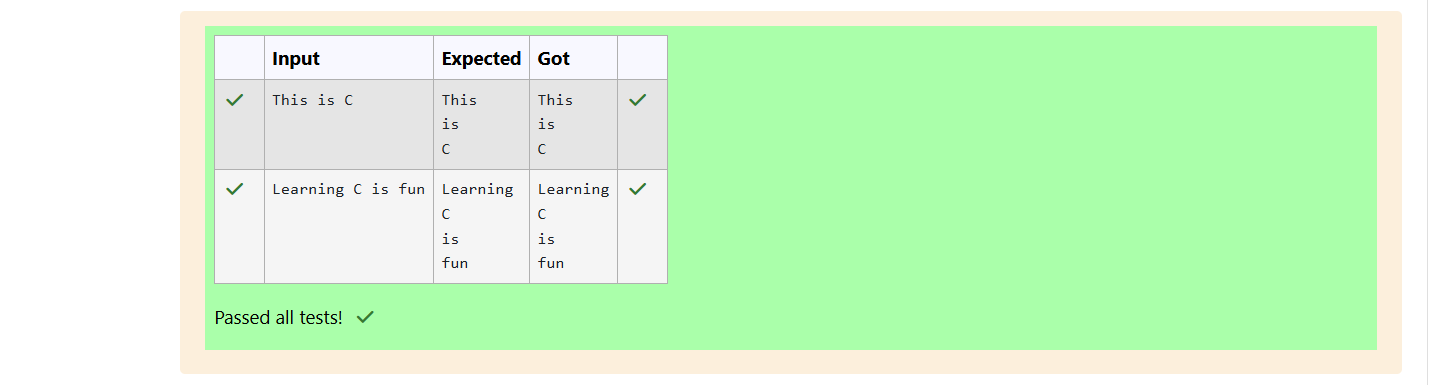 Input Expected Got
This is C This This
is is
C C
Learning C is fun Learning Learning
C C
is is
fun fun
Passed all tests!